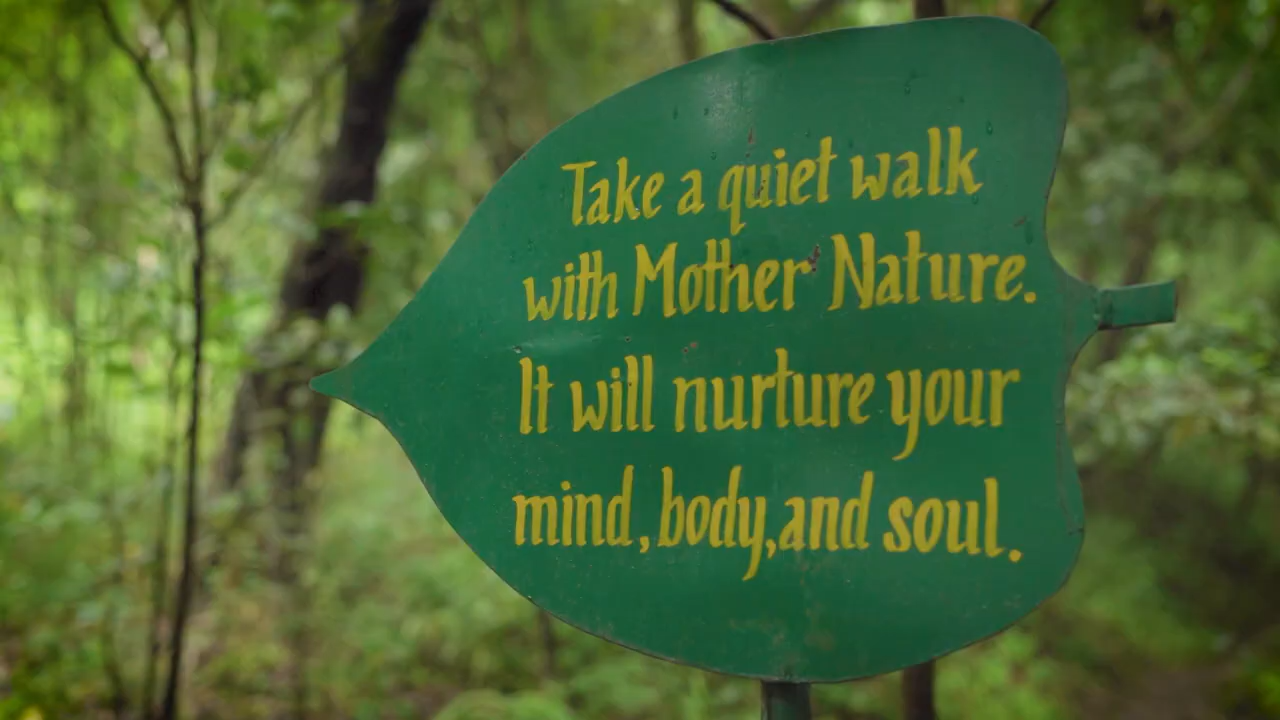 Take a quiet walk
with Mother Nature.
It will nurture your
mind, body, and soul.